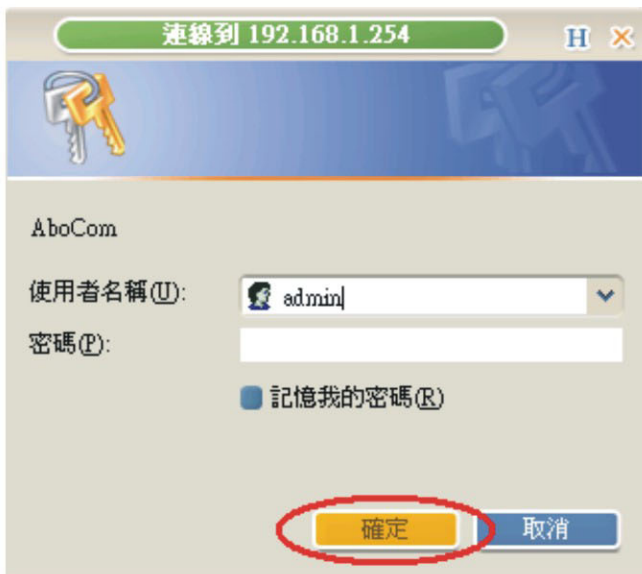 連線到 192.168.1.254 H
AboCom
使用者名稱(U): admin
密碼(P):
記憶我的密碼(R)
確定 取消